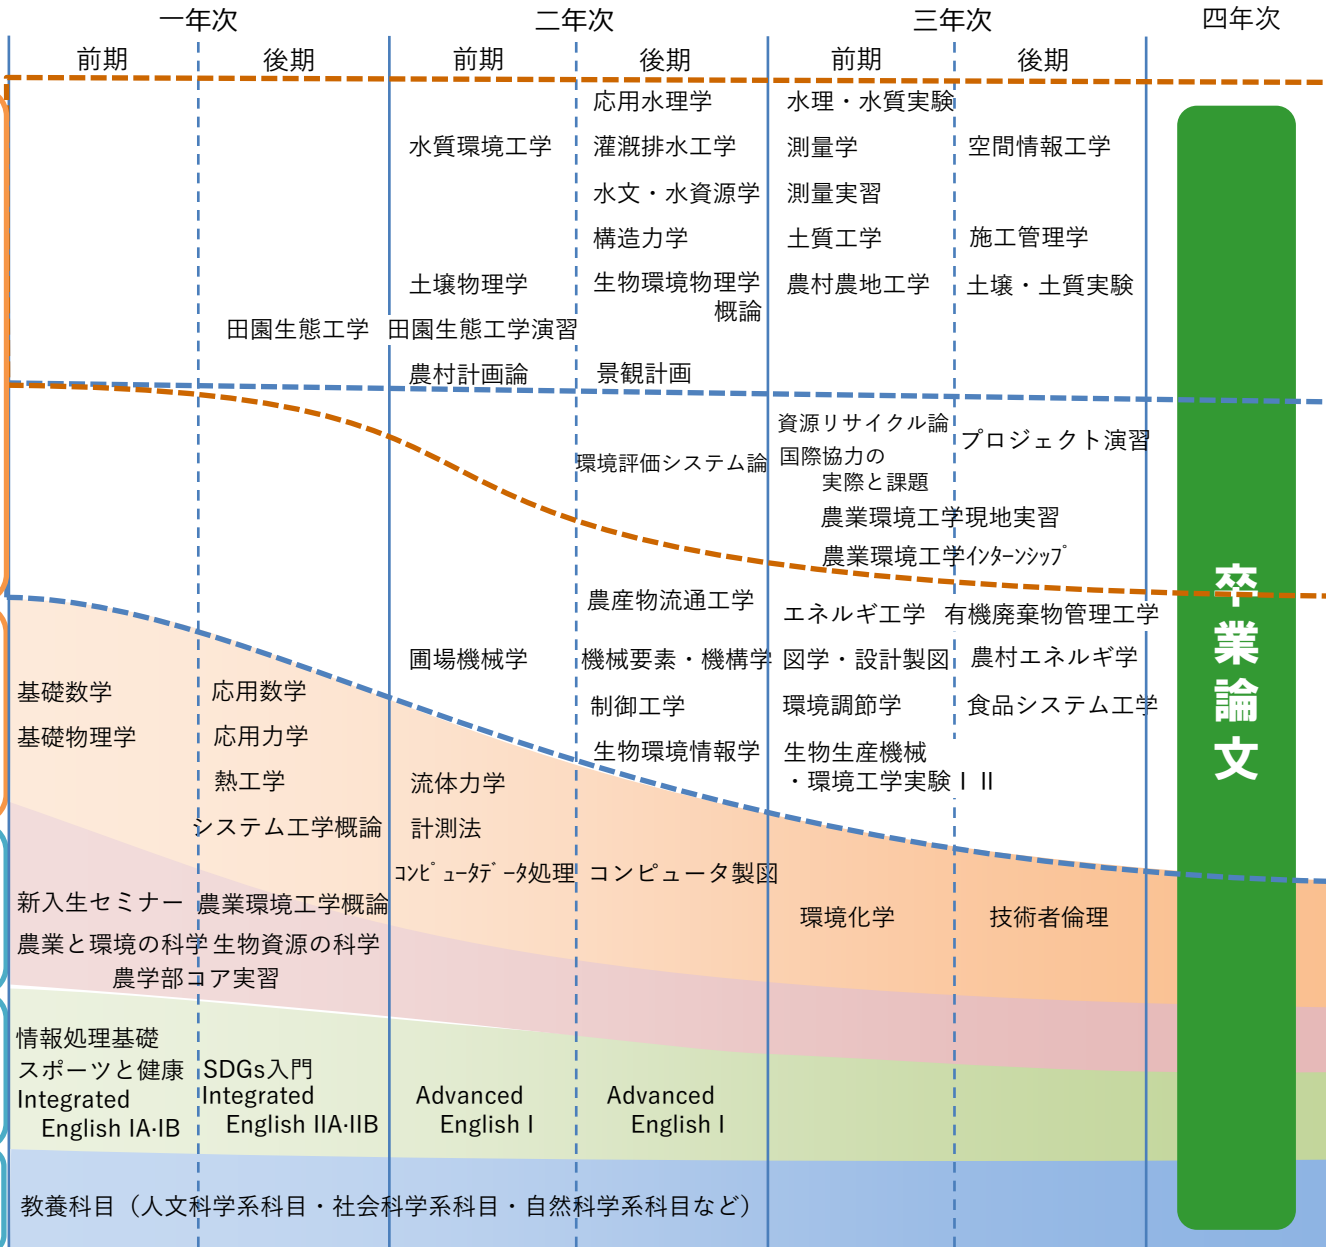 一年次 二年次 三年次 四年次
前期 後期 前期 後期 前期 後期
応用水理学 水理・水質実験
水質環境工学 灌漑排水工学 測量学 空間情報工学
水文・水資源学 測量実習
構造力学 土質工学 施工管理学
土壌物理学 生物環境物理学 農村農地工学 土壌・土質実験
概論
田園生態工学 田園生態工学演習
農村計画論 景観計画
資源リサイクル論 プロジェクト演習
環境評価システム論 国際協力の
実際と課題
農業環境工学現地実習
農業環境工学ｲﾝﾀｰﾝｼｯﾌﾟ
農産物流通工学 エネルギ工学 有機廃棄物管理工学
圃場機械学 機械要素・機構学 図学・設計製図 農村エネルギ学
基礎数学 応用数学 制御工学 環境調節学 食品システム工学
基礎物理学 応用力学 生物環境情報学 生物生産機械
熱工学 流体力学 ・環境工学実験ⅠⅡ
システム工学概論 計測法
ｺﾝﾋﾟｭｰﾀﾃﾞｰﾀ処理 コンピュータ製図
新入生セミナー 農業環境工学概論 環境化学 技術者倫理
農業と環境の科学 生物資源の科学
農学部コア実習
情報処理基礎
スポーツと健康 SDGs入門
Integrated Integrated Advanced Advanced
English IA·IB English IIA·IIB English I English I
教養科目（人文科学系科目・社会科学系科目・自然科学系科目など）
卒業論文